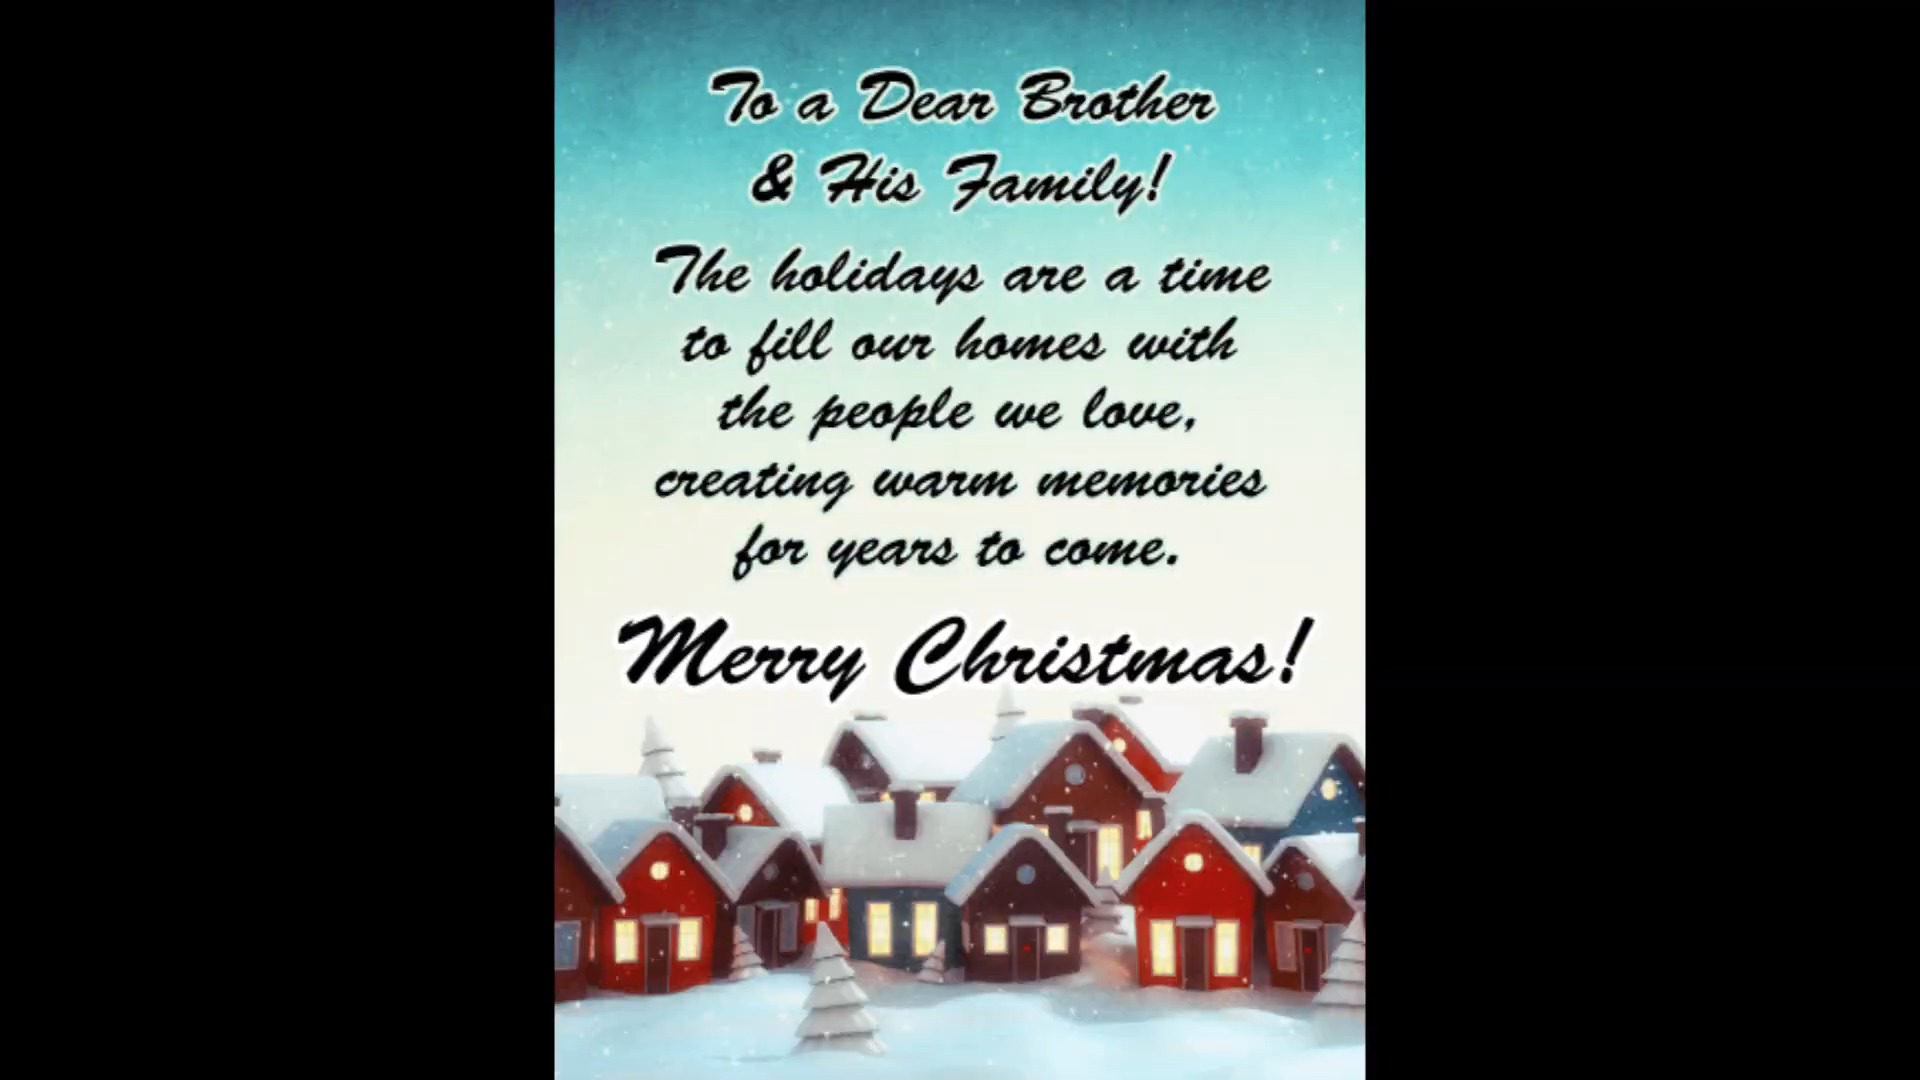 To a Dear Brother
& His Family!
The holidays are a time
to fill our homes with
the people we love,
creating warm memories
for years to come.
Merry Christmas!